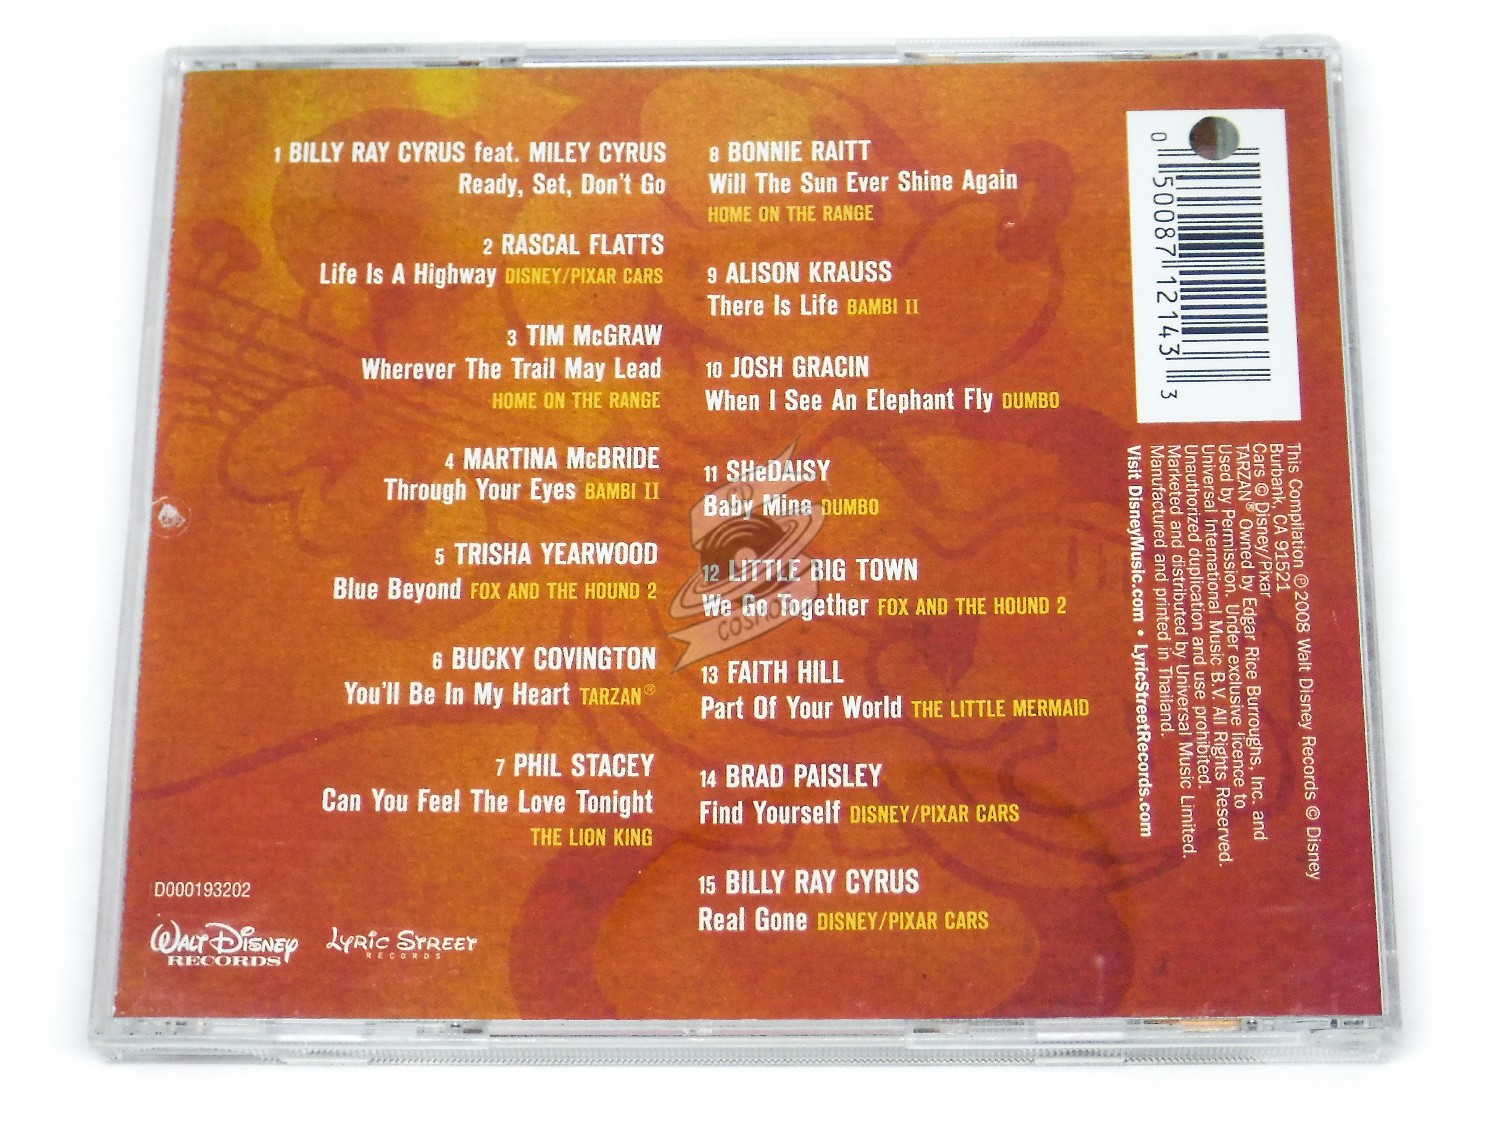 1 BILLY RAY CYRUS feat. MILEY CYRUS
Ready, Set, Don't Go
2 RASCAL FLATTS
Life Is A Highway DISNEY/PIXAR CARS
3 TIM McGRAW
Wherever The Trail May Lead
HOME ON THE RANGE
4 MARTINA McBRIDE
Through Your Eyes BAMBI II
5 TRISHA YEARWOOD
Blue Beyond FOX AND THE HOUND 2
6 BUCKY COVINGTON
You'll Be In My Heart TARZAN®
7 PHIL STACEY
Can You Feel The Love Tonight
THE LION KING
8 BONNIE RAITT
Will The Sun Ever Shine Again
HOME ON THE RANGE
9 ALISON KRAUSS
There Is Life BAMBI II
10 JOSH GRACIN
When I See An Elephant Fly DUMBO
11 SHeDAISY
Baby Mine DUMBO
12 LITTLE BIG TOWN
We Go Together FOX AND THE HOUND 2
13 FAITH HILL
Part Of Your World THE LITTLE MERMAID
14 BRAD PAISLEY
Find Yourself DISNEY/PIXAR CARS
15 BILLY RAY CYRUS
Real Gone DISNEY/PIXAR CARS
0 50087 12143 3
This Compilation ℗ 2008 Walt Disney Records © Disney
Burbank, CA 91521
Cars © Disney/Pixar
TARZAN® Owned by Edgar Rice Burroughs, Inc. and
Used by Permission. Under exclusive licence to
Universal International Music B.V. All Rights Reserved.
Unauthorized duplication and use prohibited.
Marketed and distributed by Universal Music Limited.
Manufactured and printed in Thailand.
Visit DisneyMusic.com • LyricStreetRecords.com
D000193202
WALT DISNEY
RECORDS
LYRIC STREET
RECORDS